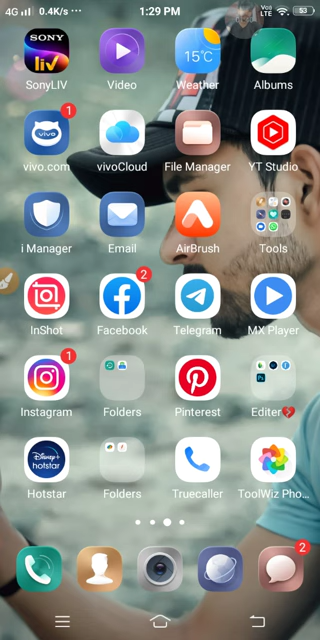 4G 0.4K/s ··· 1:29 PM VoO LTE 53
SONY
liv
SonyLIV Video 15°C Weather Albums
1
vivo
vivo.com vivoCloud File Manager YT Studio
i Manager Email AirBrush Tools
2
InShot Facebook Telegram MX Player
1
Instagram Folders Pinterest Editer💔
Disney+
hotstar
Hotstar Folders Truecaller ToolWiz Pho...
2